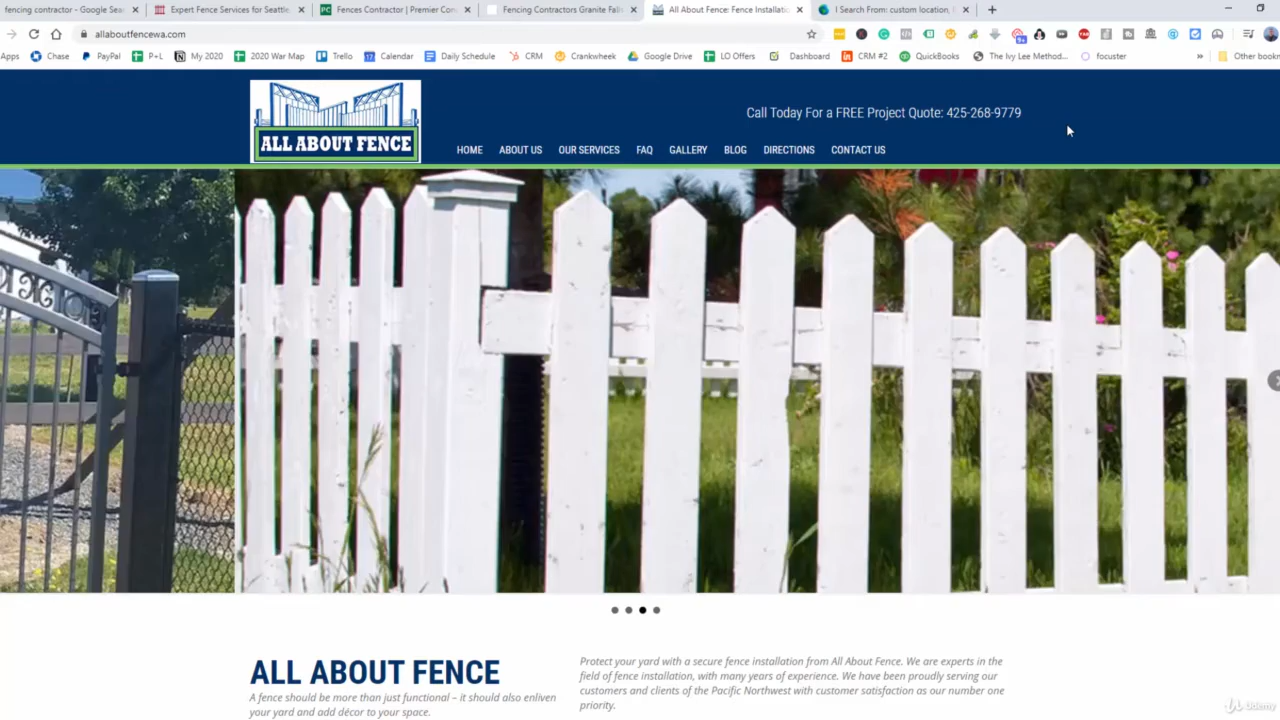 fencing contractor - Google Sea
Expert Fence Services for Seattle,
Fences Contractor | Premier Con
Fencing Contractors Granite Fall
All About Fence: Fence Installatio
I Search From: custom location,
allaboutfencewa.com
Apps
Chase
PayPal
P+L
My 2020
2020 War Map
Trello
Calendar
Daily Schedule
CRM
Crankwheel
Google Drive
LO Offers
Dashboard
CRM #2
QuickBooks
The Ivy Lee Method...
focuster
»
Other bookm
ALL ABOUT FENCE
Call Today For a FREE Project Quote: 425-268-9779
HOME ABOUT US OUR SERVICES FAQ GALLERY BLOG DIRECTIONS CONTACT US
ALL ABOUT FENCE
A fence should be more than just functional – it should also enliven
your yard and add décor to your space.
Protect your yard with a secure fence installation from All About Fence. We are experts in the
field of fence installation, with many years of experience. We have been proudly serving our
customers and clients of the Pacific Northwest with customer satisfaction as our number one
priority.
Udemy